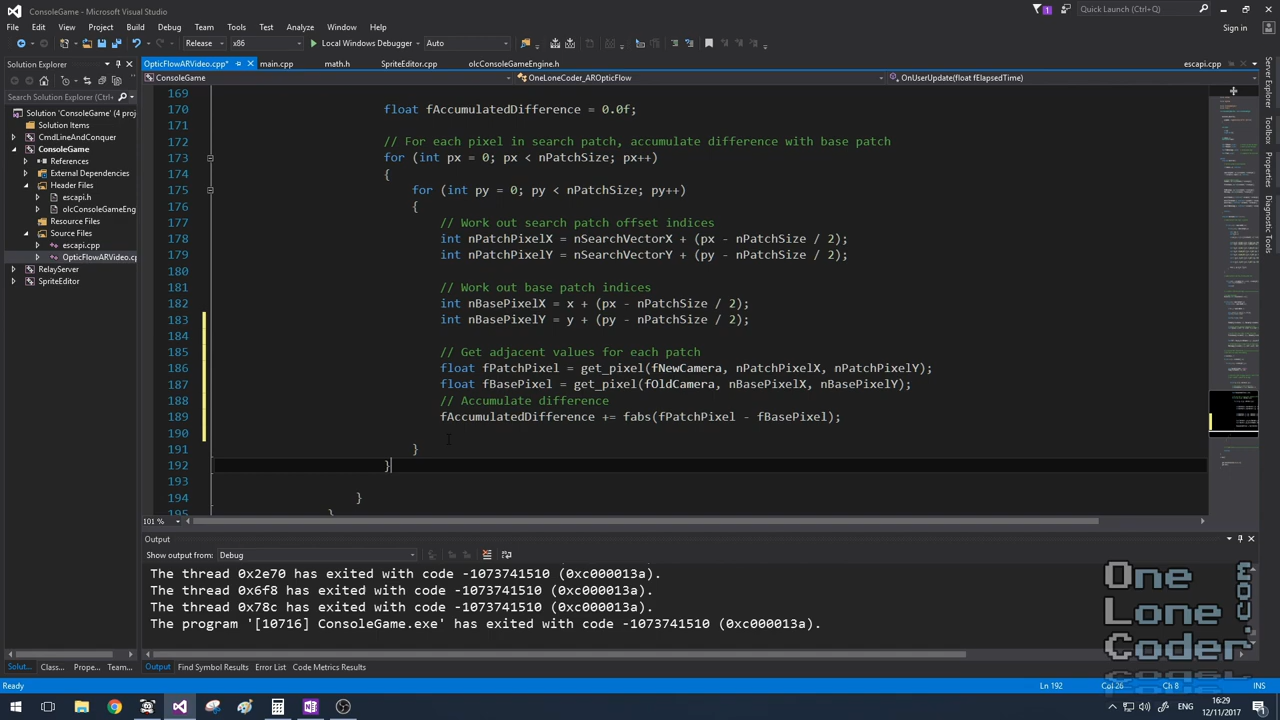 ConsoleGame - Microsoft Visual Studio
1
Quick Launch (Ctrl+Q)
File Edit View Project Build Debug Team Tools Test Analyze Window Help
Sign in
Release x86 Local Windows Debugger Auto
Solution Explorer
OpticFlowARVideo.cpp* main.cpp math.h SpriteEditor.cpp olcConsoleGameEngine.h escapi.cpp
ConsoleGame OneLoneCoder_AROpticFlow OnUserUpdate(float fElapsedTime)
Search Solution Explorer (Ctrl
Solution 'ConsoleGame' (4 pro
Solution Items
CmdLineAndConquer
ConsoleGame
References
External Dependencies
Header Files
escapi.h
olcConsoleGameEng
Resource Files
Source Files
escapi.cpp
OpticFlowARVideo.cp
RelayServer
SpriteEditor
169
170 float fAccumulatedDifference = 0.0f;
171
172 // For each pixel in search patch, accumulate difference with base patch
173 for (int px = 0; px < nPatchSize; px++)
174 {
175 for (int py = 0; py < nPatchSize; py++)
176 {
177 // Work out search patch offset indices
178 int nPatchPixelX = nSearchVectorX + (px - nPatchSize / 2);
179 int nPatchPixelY = nSearchVectorY + (py - nPatchSize / 2);
180
181 // Work out base patch indices
182 int nBasePixelX = x + (px - nPatchSize / 2);
183 int nBasePixelY = y + (py - nPatchSize / 2);
184
185 // Get adjacent values for each patch
186 float fPatchPixel = get_pixel(fNewCamera, nPatchPixelX, nPatchPixelY);
187 float fBasePixel = get_pixel(fOldCamera, nBasePixelX, nBasePixelY);
188 // Accumulate difference
189 fAccumulatedDifference += fabs(fPatchPixel - fBasePixel);
190
191 }
192 }
193
194 }
195 }
101 %
Server Explorer
Toolbox
Properties
Data Sources
Output
Show output from: Debug
The thread 0x2e70 has exited with code -1073741510 (0xc000013a).
The thread 0x6f8 has exited with code -1073741510 (0xc000013a).
The thread 0x78c has exited with code -1073741510 (0xc000013a).
The program '[10716] ConsoleGame.exe' has exited with code -1073741510 (0xc000013a).
Solut... Class... Prope... Team... Output Find Symbol Results Error List Code Metrics Results
Ready Ln 192 Col 26 Ch 8 INS
One
Lone
Coder
.com
ENG
16:29
12/11/2017